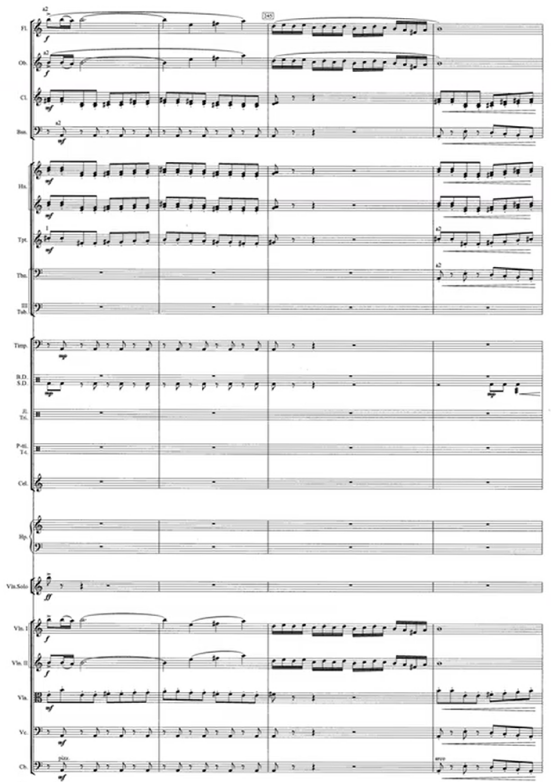 a2
245
Fl.
f
a2
Ob.
f
Cl.
mf
a2
Bsn.
mf
Hn.
mf
mf
1
Tpt.
mf
a2
Tbn.
a2
III
Tub.
Timp.
mp
B.D.
S.D.
mp
mp
Tri.
P-tti.
Cel.
Hp.
Vln.Solo
ff
Vln. I
f
Vln. II
f
Vla.
mf
Vc.
mf
pizz.
arco
Cb.
mf